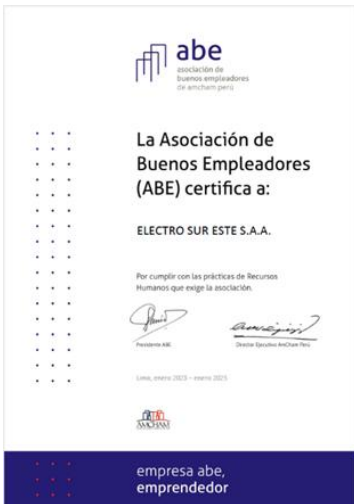 abe
asociación de
buenos empleadores
de amcham perú
La Asociación de
Buenos Empleadores
(ABE) certifica a:
ELECTRO SUR ESTE S.A.A.
Por cumplir con las prácticas de Recursos
Humanos que exige la asociación.
Presidente ABE
Director Ejecutivo AmCham Perú
Lima, enero 2023 – enero 2025
AMCHAM
empresa abe,
emprendedor